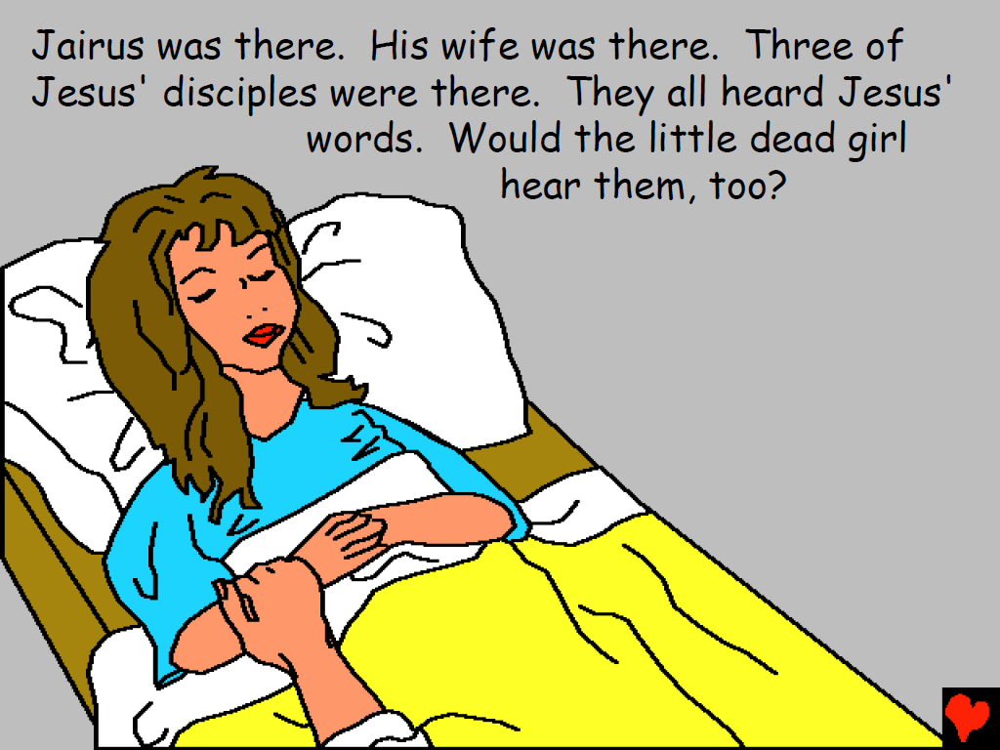 Jairus was there.  His wife was there.  Three of
Jesus' disciples were there.  They all heard Jesus'
words.  Would the little dead girl
hear them, too?